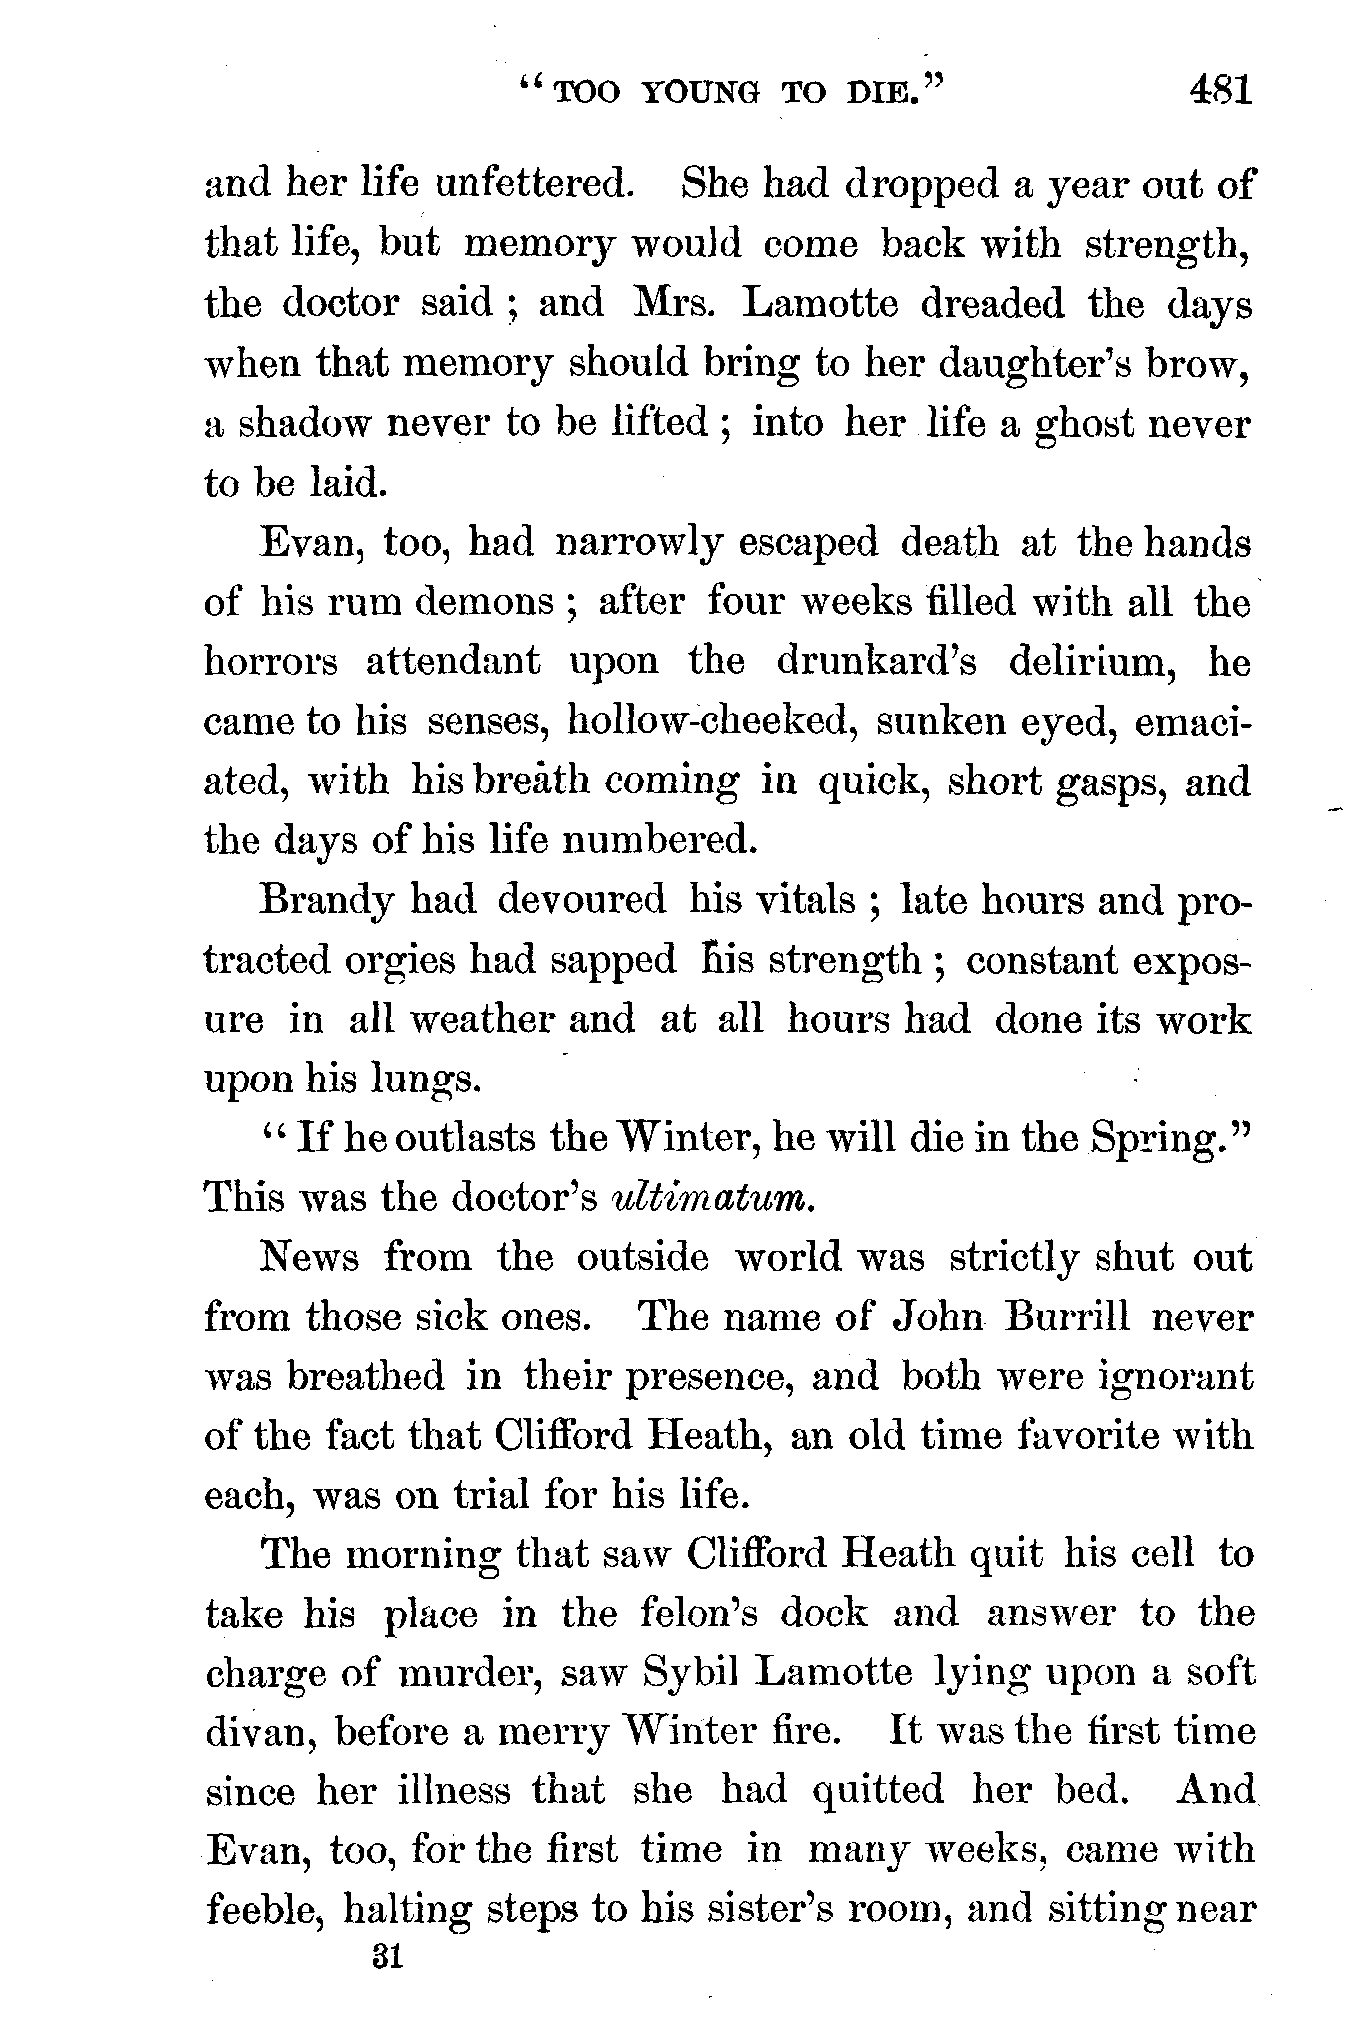 “ TOO YOUNG TO DIE.” 481
and her life unfettered. She had dropped a year out of
that life, but memory would come back with strength,
the doctor said ; and Mrs. Lamotte dreaded the days
when that memory should bring to her daughter’s brow,
a shadow never to be lifted ; into her life a ghost never
to be laid.
Evan, too, had narrowly escaped death at the hands
of his rum demons ; after four weeks filled with all the
horrors attendant upon the drunkard’s delirium, he
came to his senses, hollow-cheeked, sunken eyed, emaci-
ated, with his breath coming in quick, short gasps, and
the days of his life numbered.
Brandy had devoured his vitals ; late hours and pro-
tracted orgies had sapped his strength ; constant expos-
ure in all weather and at all hours had done its work
upon his lungs.
“ If he outlasts the Winter, he will die in the Spring.”
This was the doctor’s ultimatum.
News from the outside world was strictly shut out
from those sick ones. The name of John Burrill never
was breathed in their presence, and both were ignorant
of the fact that Clifford Heath, an old time favorite with
each, was on trial for his life.
The morning that saw Clifford Heath quit his cell to
take his place in the felon’s dock and answer to the
charge of murder, saw Sybil Lamotte lying upon a soft
divan, before a merry Winter fire. It was the first time
since her illness that she had quitted her bed. And
Evan, too, for the first time in many weeks, came with
feeble, halting steps to his sister’s room, and sitting near
31